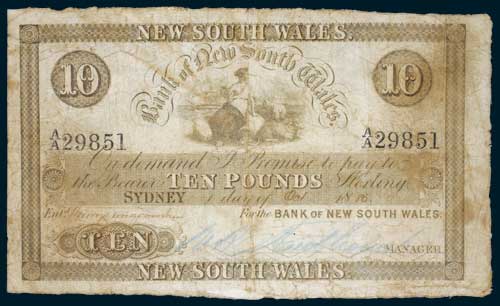 NEW SOUTH WALES.
10 Bank of New South Wales. 10
A/A 29851 A/A 29851
On demand I Promise to pay to
the Bearer TEN POUNDS Sterling
SYDNEY 1 day of Oct 18
Entd. For the BANK OF NEW SOUTH WALES.
TEN MANAGER
NEW SOUTH WALES.